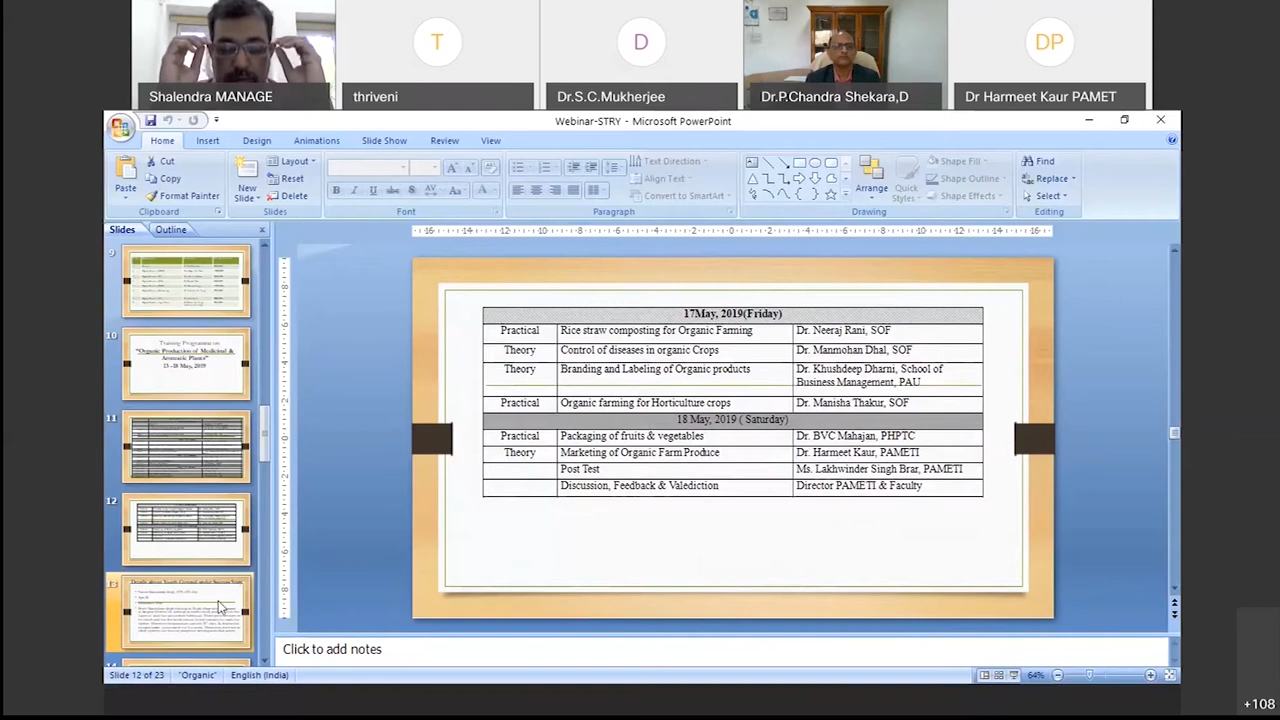 T
D
DP
Shalendra MANAGE
thriveni
Dr.S.C.Mukherjee
Dr.P.Chandra Shekara,D
Dr Harmeet Kaur PAMET
Webinar-STRY - Microsoft PowerPoint
Home Insert Design Animations Slide Show Review View
Cut
Copy
Format Painter
Paste
Clipboard
New Slide
Layout
Reset
Delete
Slides
Font
Text Direction
Align Text
Convert to SmartArt
Paragraph
Arrange
Quick Styles
Shape Fill
Shape Outline
Shape Effects
Drawing
Find
Replace
Select
Editing
Slides Outline
9
10
Training Programme on
"Organic Production of Medicinal &
Aromatic Plants"
13 -18 May, 2019
11
12
13
17May, 2019(Friday)
Practical Rice straw composting for Organic Farming Dr. Neeraj Rani, SOF
Theory Control of diseases in organic Crops Dr. Manmohan Dhal, SOF
Theory Branding and Labeling of Organic products Dr. Khushdeep Dharni, School of
Business Management, PAU
Practical Organic farming for Horticulture crops Dr. Manisha Thakur, SOF
18 May, 2019 ( Saturday)
Practical Packaging of fruits & vegetables Dr. BVC Mahajan, PHPTC
Theory Marketing of Organic Farm Produce Dr. Harmeet Kaur, PAMETI
Post Test Ms. Lakhwinder Singh Brar, PAMETI
Discussion, Feedback & Valediction Director PAMETI & Faculty
Click to add notes
Slide 12 of 23 "Organic" English (India) 64%
+108